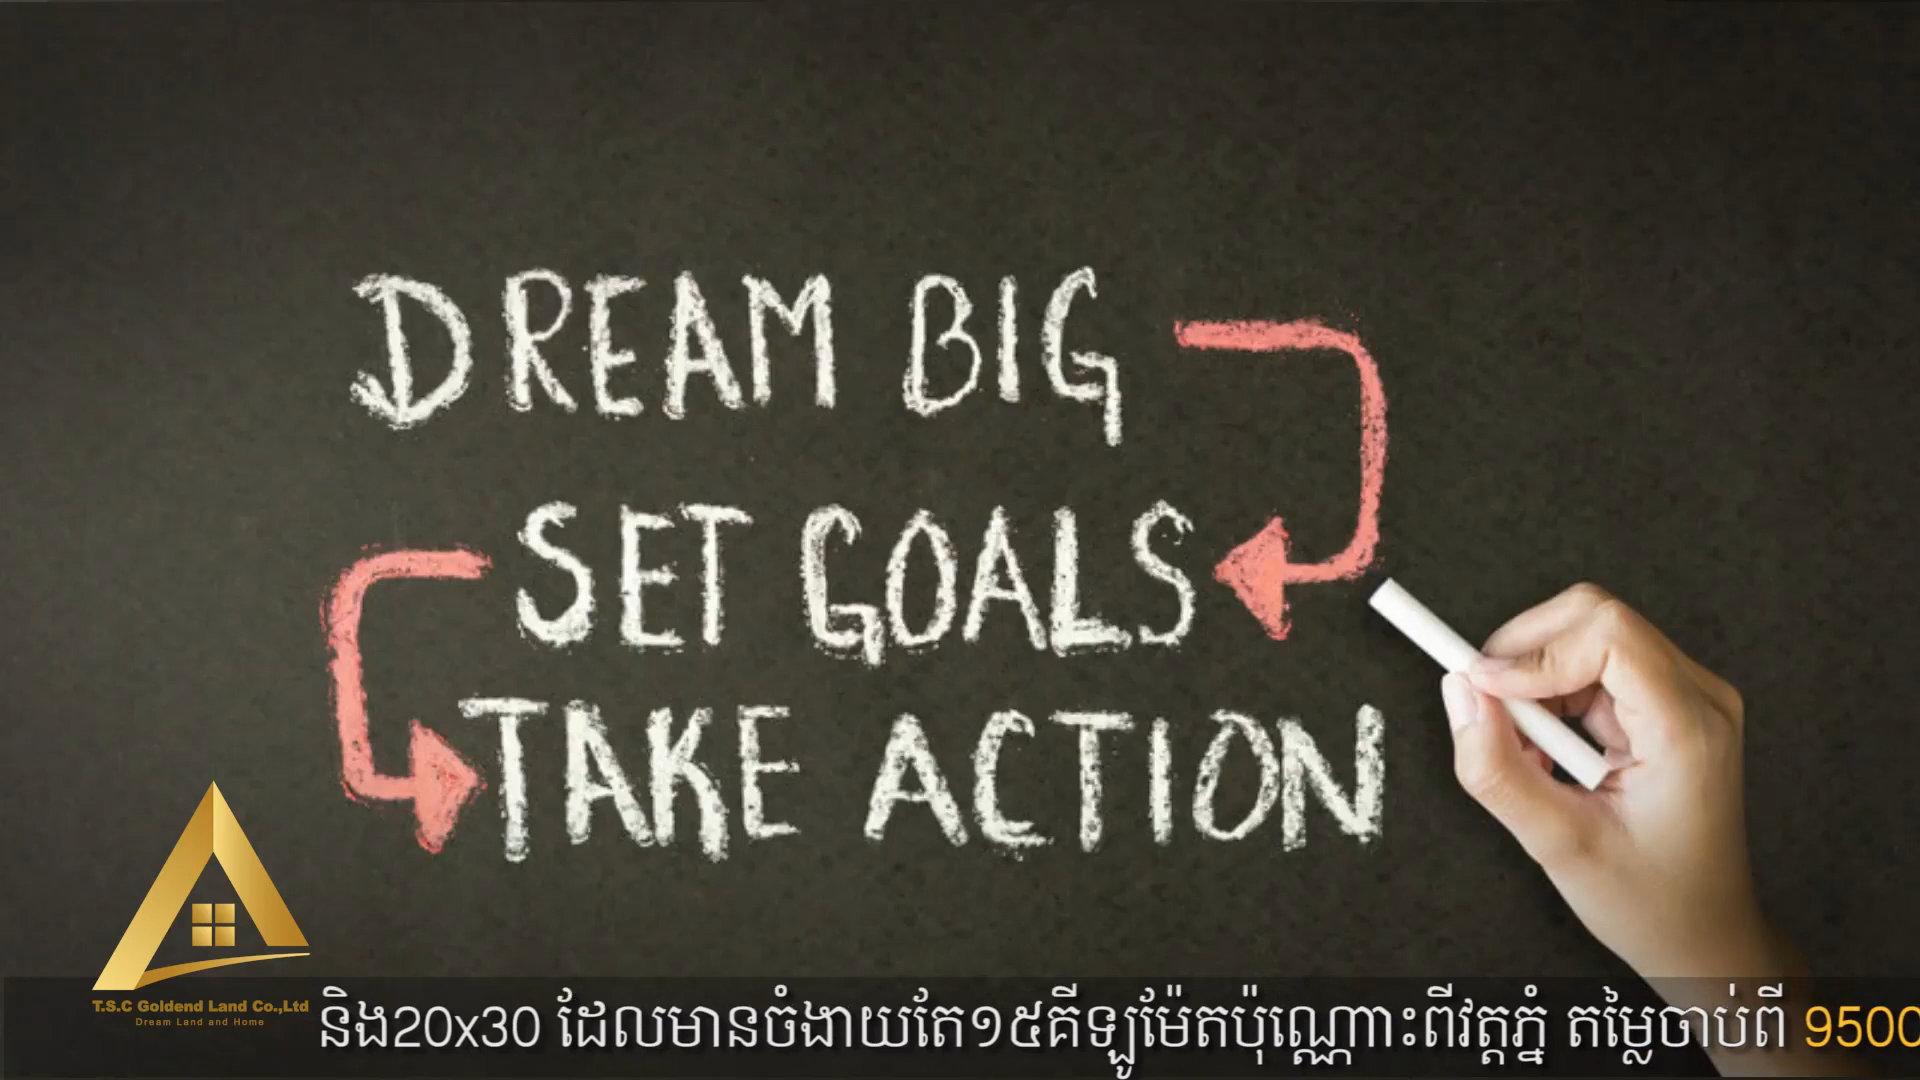 DREAM BIG
SET GOALS
TAKE ACTION
T.S.C Goldend Land Co.,Ltd
Dream Land and Home
និង20x30 ដែលមានចំងាយតែ១៥គីឡូម៉ែតប៉ុណ្ណោះពីវត្តភ្នំ តម្លៃចាប់ពី 9500